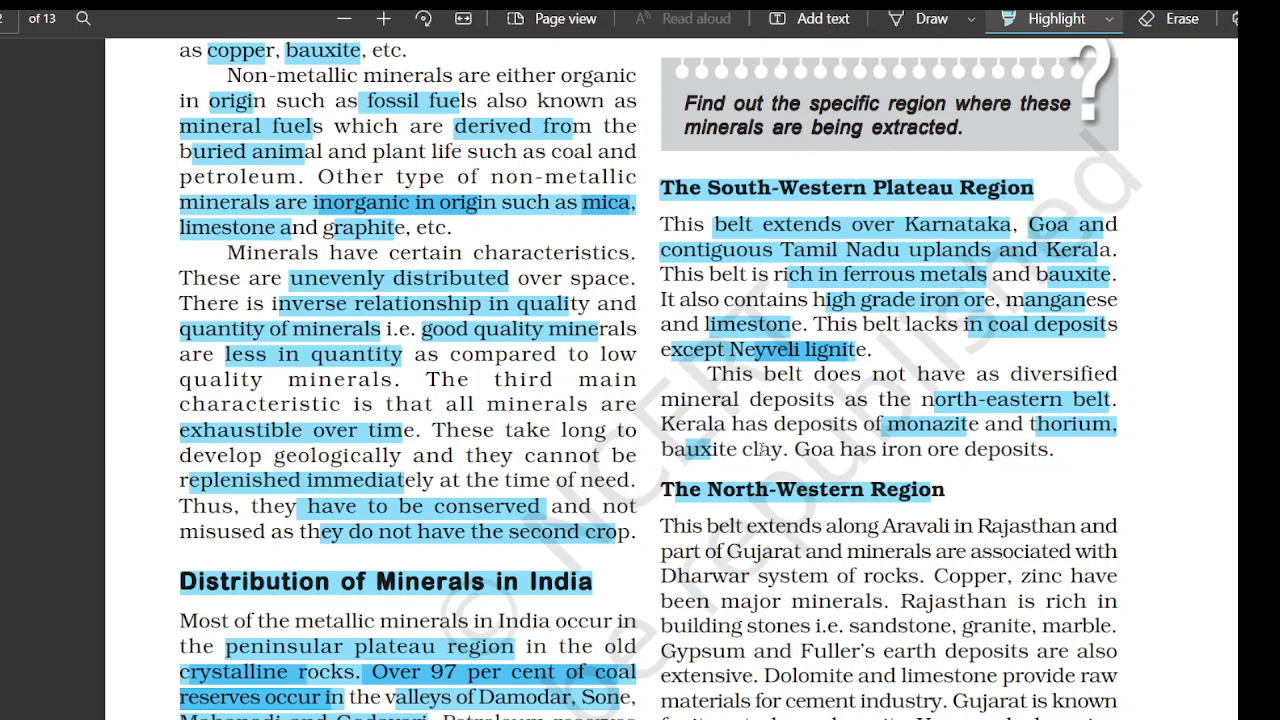 2 of 13 Page view Read aloud Add text Draw Highlight Erase
as copper, bauxite, etc.
Non-metallic minerals are either organic
in origin such as fossil fuels also known as
mineral fuels which are derived from the
buried animal and plant life such as coal and
petroleum. Other type of non-metallic
minerals are inorganic in origin such as mica,
limestone and graphite, etc.
Minerals have certain characteristics.
These are unevenly distributed over space.
There is inverse relationship in quality and
quantity of minerals i.e. good quality minerals
are less in quantity as compared to low
quality minerals. The third main
characteristic is that all minerals are
exhaustible over time. These take long to
develop geologically and they cannot be
replenished immediately at the time of need.
Thus, they have to be conserved and not
misused as they do not have the second crop.
Distribution of Minerals in India
Most of the metallic minerals in India occur in
the peninsular plateau region in the old
crystalline rocks. Over 97 per cent of coal
reserves occur in the valleys of Damodar, Sone,
Mahanadi and Godavari. Petroleum reserves
?
Find out the specific region where these
minerals are being extracted.
The South-Western Plateau Region
This belt extends over Karnataka, Goa and
contiguous Tamil Nadu uplands and Kerala.
This belt is rich in ferrous metals and bauxite.
It also contains high grade iron ore, manganese
and limestone. This belt lacks in coal deposits
except Neyveli lignite.
This belt does not have as diversified
mineral deposits as the north-eastern belt.
Kerala has deposits of monazite and thorium,
bauxite clay. Goa has iron ore deposits.
The North-Western Region
This belt extends along Aravali in Rajasthan and
part of Gujarat and minerals are associated with
Dharwar system of rocks. Copper, zinc have
been major minerals. Rajasthan is rich in
building stones i.e. sandstone, granite, marble.
Gypsum and Fuller's earth deposits are also
extensive. Dolomite and limestone provide raw
materials for cement industry. Gujarat is known
© NCERT
be republished